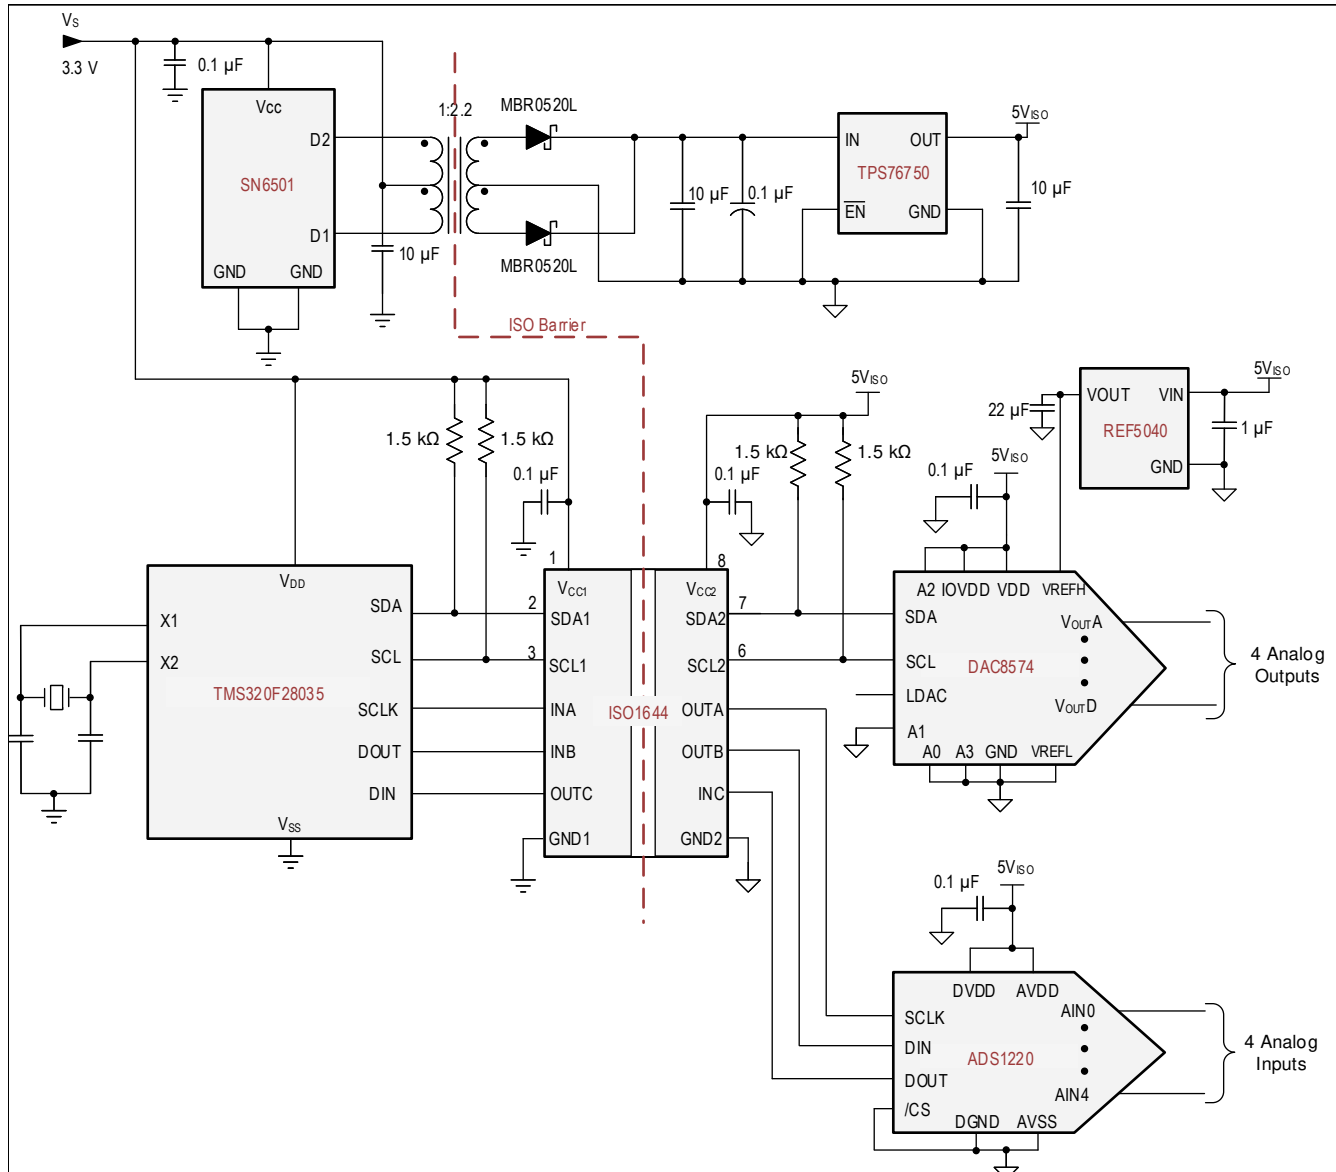 VS
3.3 V
0.1 µF
Vcc
D2
SN6501
D1
GND
GND
10 µF
1:2.2
MBR0520L
MBR0520L
10 µF
0.1 µF
IN
OUT
TPS76750
EN
GND
5VISO
10 µF
ISO Barrier
1.5 kΩ
1.5 kΩ
0.1 µF
5VISO
0.1 µF
1.5 kΩ
1.5 kΩ
22 µF
VOUT
VIN
REF5040
GND
5VISO
1 µF
VDD
X1
X2
TMS320F28035
SDA
SCL
SCLK
DOUT
DIN
VSS
1
2
3
VCC1
SDA1
SCL1
INA
INB
OUTC
GND1
ISO1644
8
7
6
VCC2
SDA2
SCL2
OUTA
OUTB
INC
GND2
0.1 µF
5VISO
A2
IOVDD
VDD
VREFH
SDA
SCL
LDAC
A1
DAC8574
VOUTA
VOUTD
A0
A3
GND
VREFL
4 Analog
Outputs
0.1 µF
5VISO
DVDD
AVDD
SCLK
DIN
DOUT
/CS
ADS1220
AIN0
AIN4
DGND
AVSS
4 Analog
Inputs